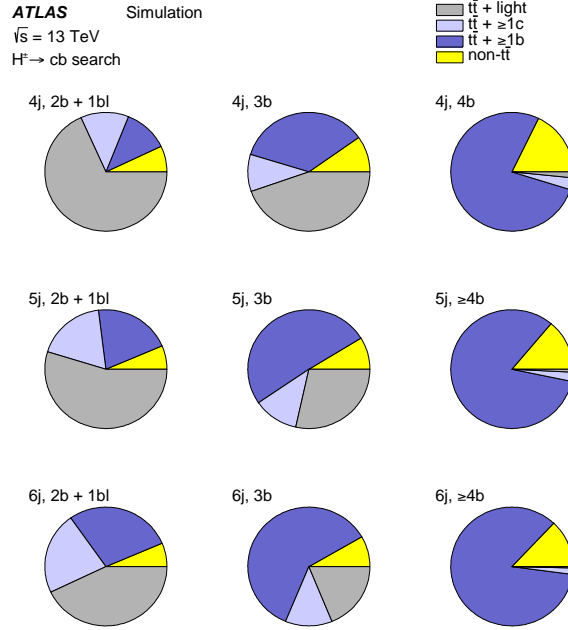 ATLAS Simulation
√s = 13 TeV
H± → cb search
tt̄ + light
tt̄ + ≥1c
tt̄ + ≥1b
non-tt̄
4j, 2b + 1bl
4j, 3b
4j, 4b
5j, 2b + 1bl
5j, 3b
5j, ≥4b
6j, 2b + 1bl
6j, 3b
6j, ≥4b